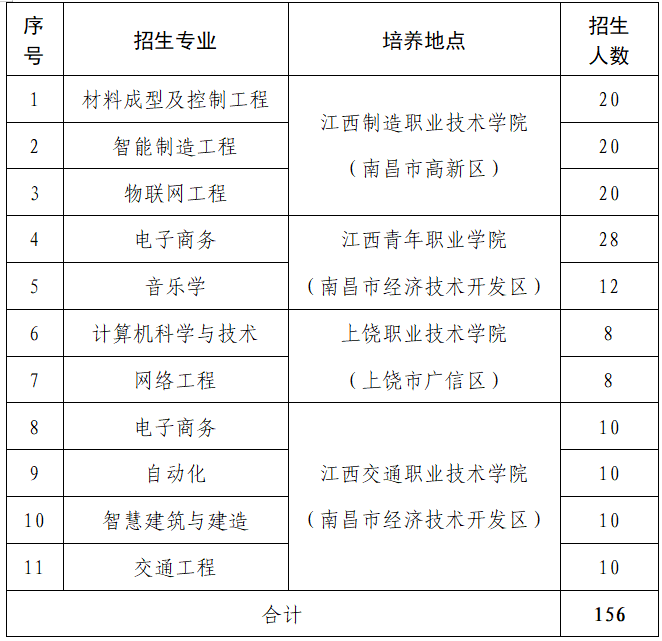 序号 招生专业 培养地点 招生人数
1 材料成型及控制工程 江西制造职业技术学院（南昌市高新区） 20
2 智能制造工程 20
3 物联网工程 20
4 电子商务 江西青年职业学院（南昌市经济技术开发区） 28
5 音乐学 12
6 计算机科学与技术 上饶职业技术学院（上饶市广信区） 8
7 网络工程 8
8 电子商务 江西交通职业技术学院（南昌市经济技术开发区） 10
9 自动化 10
10 智慧建筑与建造 10
11 交通工程 10
合计 156